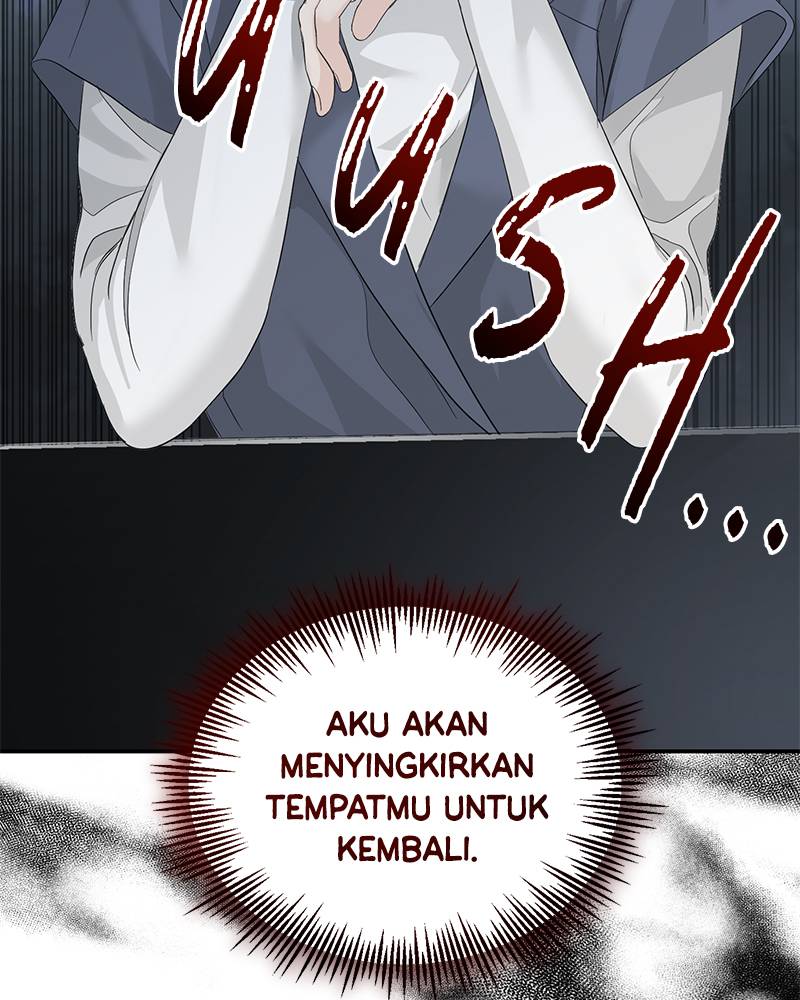 WUSH...
AKU AKAN
MENYINGKIRKAN
TEMPATMU UNTUK
KEMBALI.